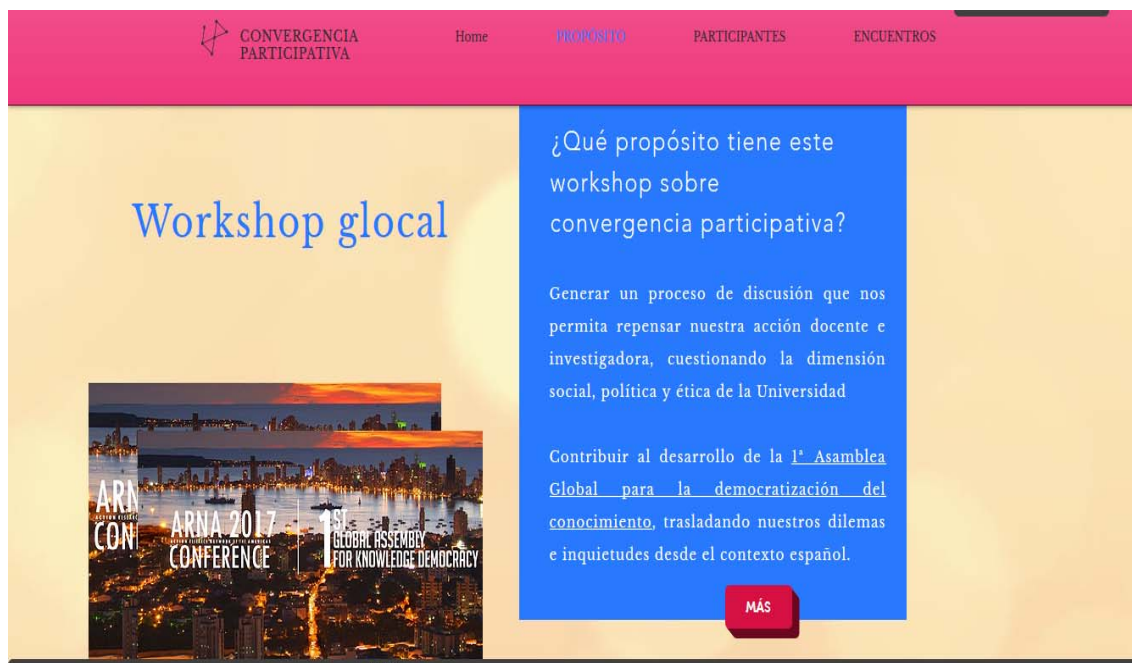 CONVERGENCIA
PARTICIPATIVA
Home
PROPÓSITO
PARTICIPANTES
ENCUENTROS
Workshop glocal
¿Qué propósito tiene este
workshop sobre
convergencia participativa?
Generar un proceso de discusión que nos
permita repensar nuestra acción docente e
investigadora, cuestionando la dimensión
social, política y ética de la Universidad
Contribuir al desarrollo de la 1ª Asamblea
Global para la democratización del
conocimiento, trasladando nuestros dilemas
e inquietudes desde el contexto español.
MÁS
ARN
CON
ARNA 2017
CONFERENCE
1ST
GLOBAL ASSEMBLY
FOR KNOWLEDGE DEMOCRACY